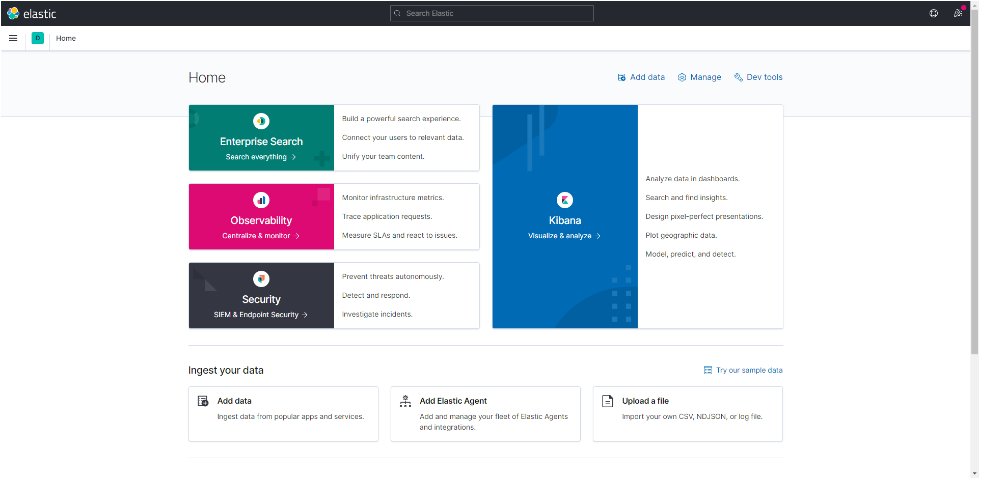 elastic
Search Elastic
D
Home
Home
Add data
Manage
Dev tools
Enterprise Search
Search everything
Build a powerful search experience.
Connect your users to relevant data.
Unify your team content.
Observability
Centralize & monitor
Monitor infrastructure metrics.
Trace application requests.
Measure SLAs and react to issues.
Security
SIEM & Endpoint Security
Prevent threats autonomously.
Detect and respond.
Investigate incidents.
Kibana
Visualize & analyze
Analyze data in dashboards.
Search and find insights.
Design pixel-perfect presentations.
Plot geographic data.
Model, predict, and detect.
Ingest your data
Try our sample data
Add data
Ingest data from popular apps and services.
Add Elastic Agent
Add and manage your fleet of Elastic Agents
and integrations.
Upload a file
Import your own CSV, NDJSON, or log file.